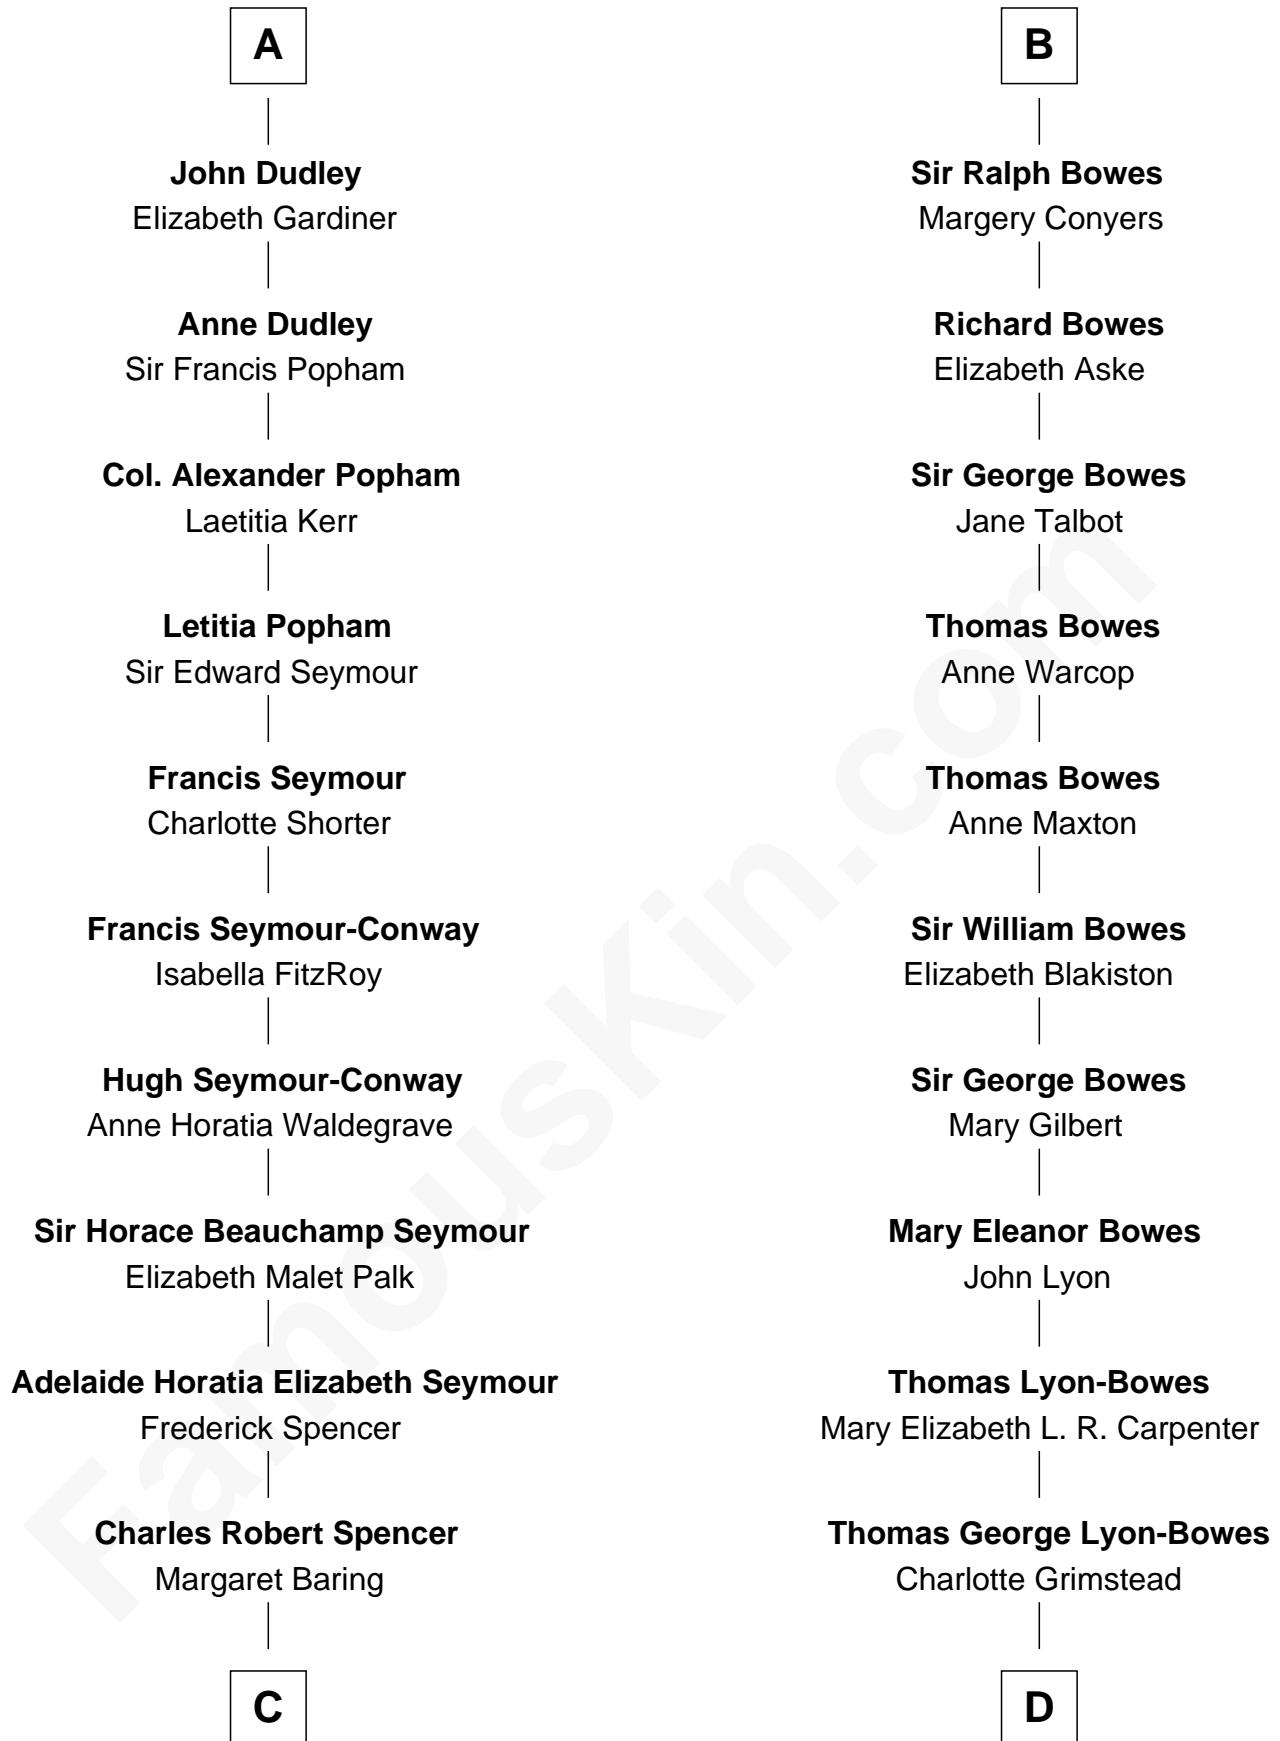 A
John Dudley
Elizabeth Gardiner
Anne Dudley
Sir Francis Popham
Col. Alexander Popham
Laetitia Kerr
Letitia Popham
Sir Edward Seymour
Francis Seymour
Charlotte Shorter
Francis Seymour-Conway
Isabella FitzRoy
Hugh Seymour-Conway
Anne Horatia Waldegrave
Sir Horace Beauchamp Seymour
Elizabeth Malet Palk
Adelaide Horatia Elizabeth Seymour
Frederick Spencer
Charles Robert Spencer
Margaret Baring
C
B
Sir Ralph Bowes
Margery Conyers
Richard Bowes
Elizabeth Aske
Sir George Bowes
Jane Talbot
Thomas Bowes
Anne Warcop
Thomas Bowes
Anne Maxton
Sir William Bowes
Elizabeth Blakiston
Sir George Bowes
Mary Gilbert
Mary Eleanor Bowes
John Lyon
Thomas Lyon-Bowes
Mary Elizabeth L. R. Carpenter
Thomas George Lyon-Bowes
Charlotte Grimstead
D
FamousKin.com